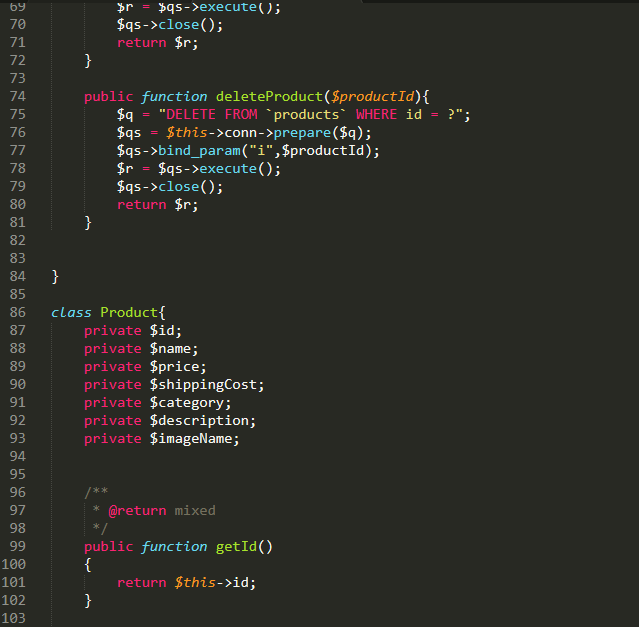 69 $r = $qs->execute();
70 $qs->close();
71 return $r;
72 }
73
74 public function deleteProduct($productId){
75 $q = "DELETE FROM `products` WHERE id = ?";
76 $qs = $this->conn->prepare($q);
77 $qs->bind_param("i",$productId);
78 $r = $qs->execute();
79 $qs->close();
80 return $r;
81 }
82
83
84 }
85
86 class Product{
87 private $id;
88 private $name;
89 private $price;
90 private $shippingCost;
91 private $category;
92 private $description;
93 private $imageName;
94
95
96 /**
97 * @return mixed
98 */
99 public function getId()
100 {
101 return $this->id;
102 }
103